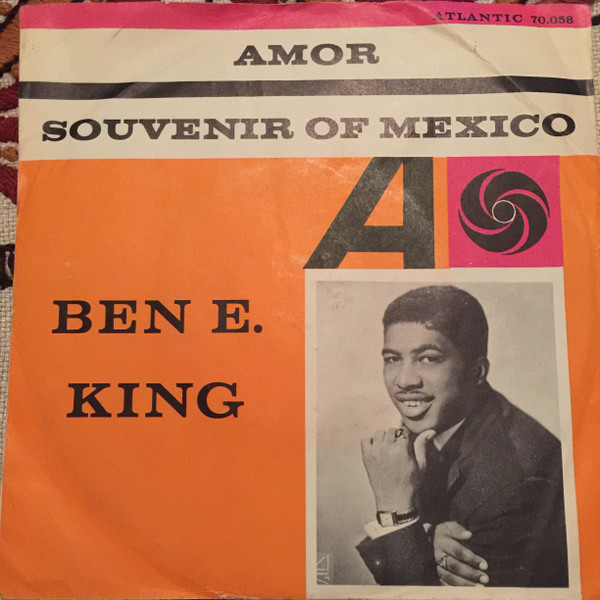 ATLANTIC 70.058
AMOR
SOUVENIR OF MEXICO
A
BEN E.
KING